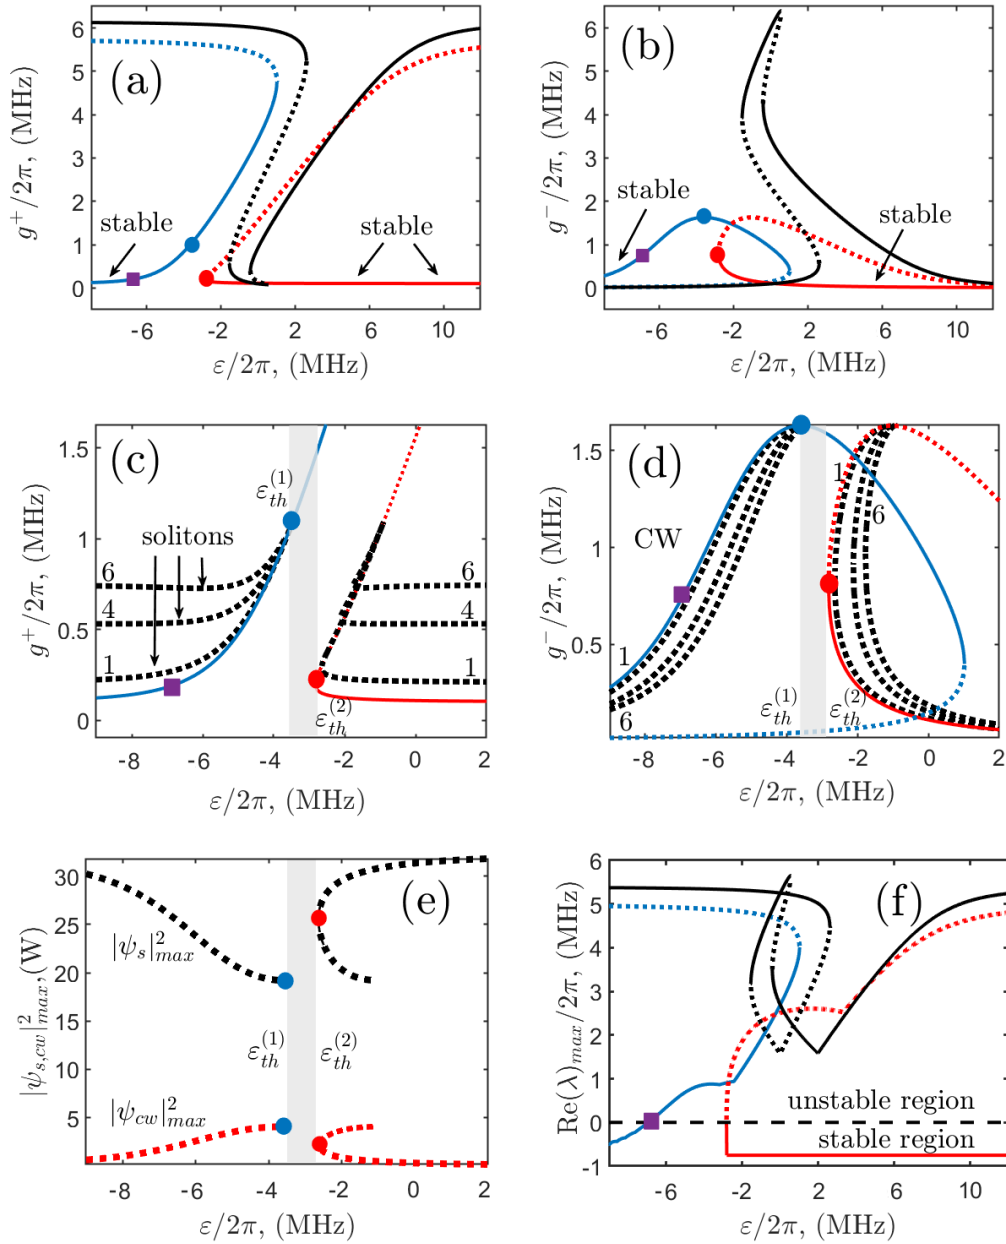 (a)
g⁺/2π, (MHz)
6
5
4
3
2
1
0
stable
stable
-6 -2 2 6 10
ε/2π, (MHz)
(b)
g⁻/2π, (MHz)
6
5
4
3
2
1
0
stable
stable
-6 -2 2 6 10
ε/2π, (MHz)
(c)
g⁺/2π, (MHz)
1.5
1
0.5
0
ε_th^(1)
solitons
6
4
1
6
4
1
ε_th^(2)
-8 -6 -4 -2 0 2
ε/2π, (MHz)
(d)
g⁻/2π, (MHz)
1.5
1
0.5
CW
1
6
1
6
ε_th^(1) ε_th^(2)
-8 -6 -4 -2 0 2
ε/2π, (MHz)
(e)
|ψ_s,cw|²_max, (W)
30
25
20
15
10
5
|ψ_s|²_max
ε_th^(1) ε_th^(2)
|ψ_cw|²_max
-8 -6 -4 -2 0 2
ε/2π, (MHz)
(f)
Re(λ)_max/2π, (MHz)
6
5
4
3
2
1
0
-1
unstable region
stable region
-6 -2 2 6 10
ε/2π, (MHz)